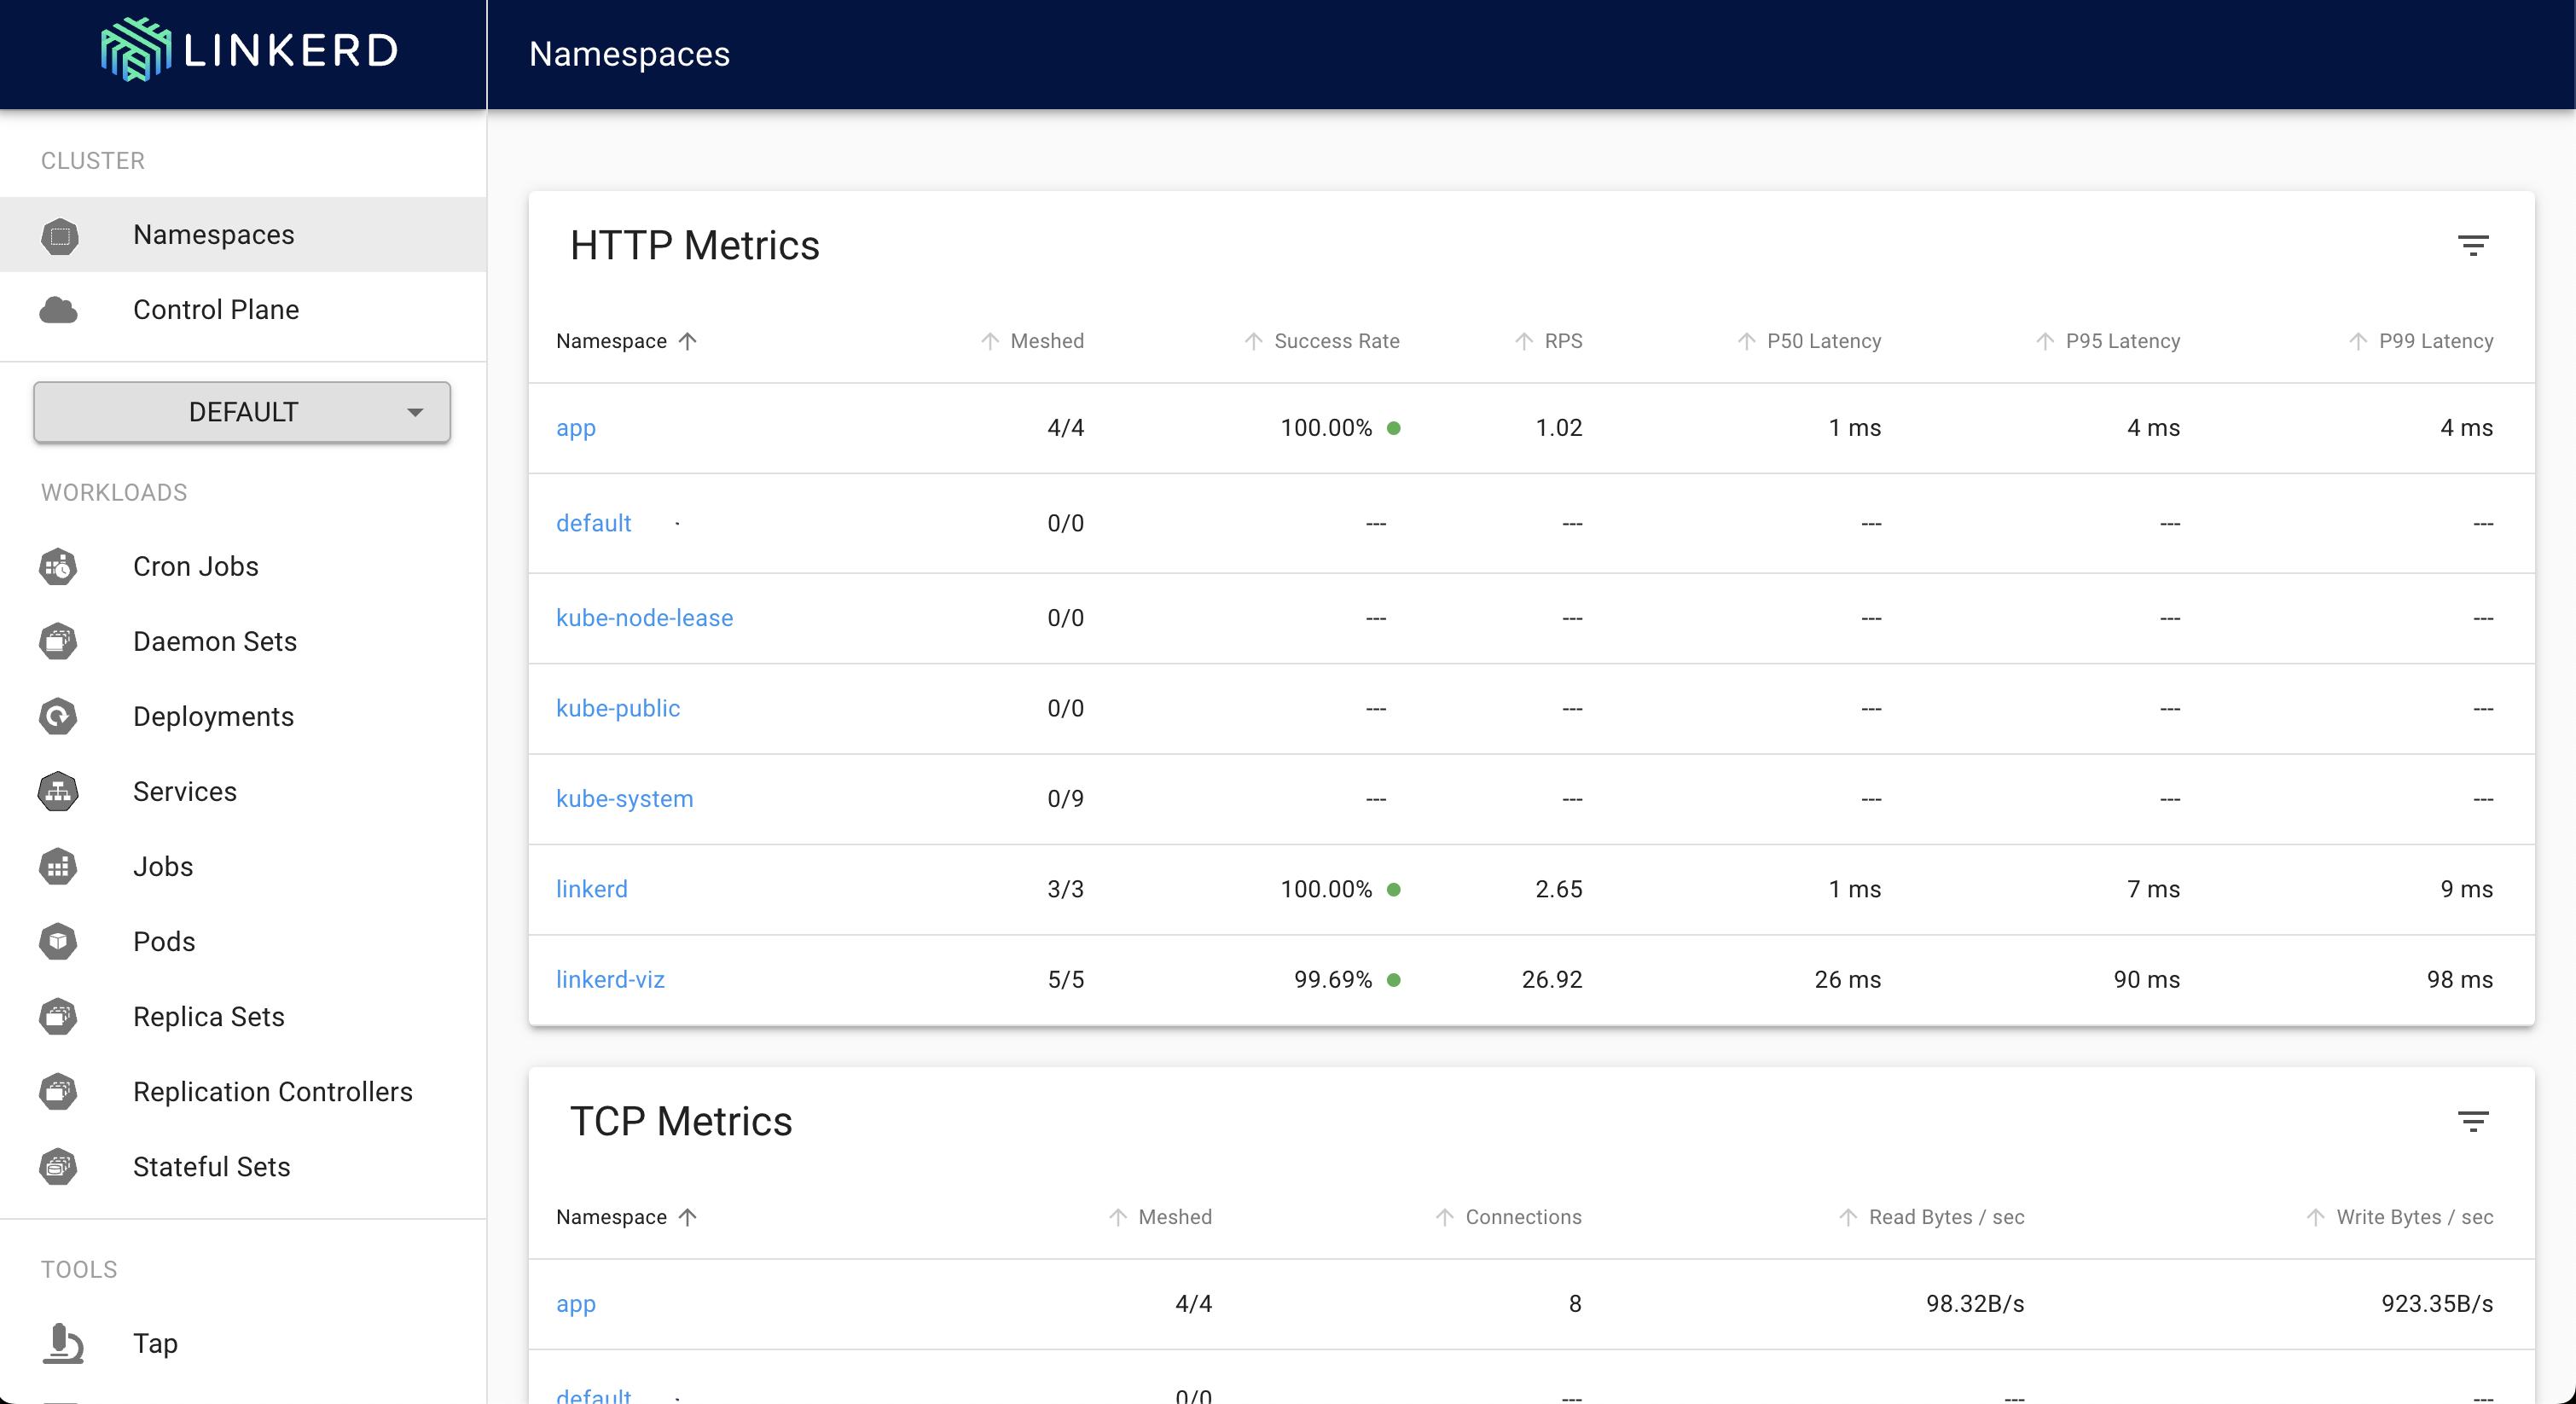 LINKERD
Namespaces
CLUSTER
Namespaces
Control Plane
DEFAULT
WORKLOADS
Cron Jobs
Daemon Sets
Deployments
Services
Jobs
Pods
Replica Sets
Replication Controllers
Stateful Sets
TOOLS
Tap
HTTP Metrics
Namespace Meshed Success Rate RPS P50 Latency P95 Latency P99 Latency
app 4/4 100.00% 1.02 1 ms 4 ms 4 ms
default 0/0 --- --- --- --- ---
kube-node-lease 0/0 --- --- --- --- ---
kube-public 0/0 --- --- --- --- ---
kube-system 0/9 --- --- --- --- ---
linkerd 3/3 100.00% 2.65 1 ms 7 ms 9 ms
linkerd-viz 5/5 99.69% 26.92 26 ms 90 ms 98 ms
TCP Metrics
Namespace Meshed Connections Read Bytes / sec Write Bytes / sec
app 4/4 8 98.32B/s 923.35B/s
default 0/0 --- --- ---